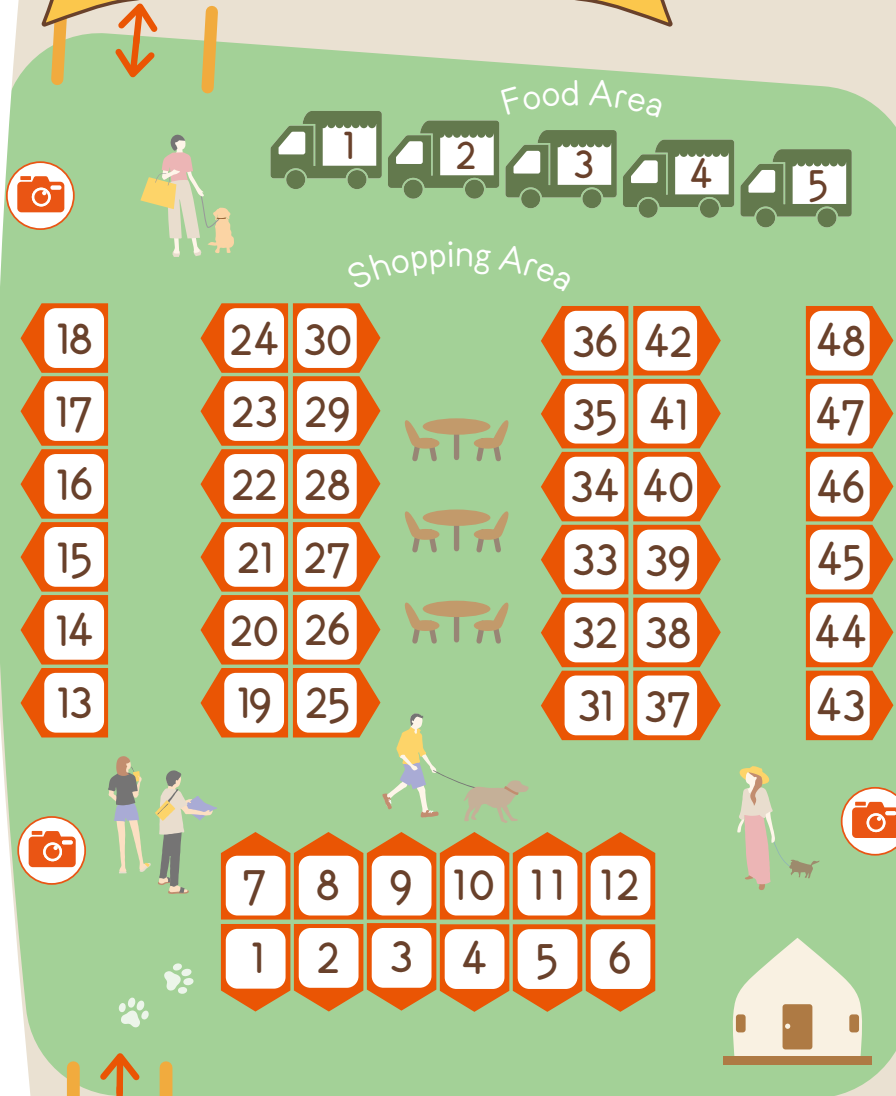 Food Area
1 2 3 4 5
Shopping Area
18 24 30 36 42 48
17 23 29 35 41 47
16 22 28 34 40 46
15 21 27 33 39 45
14 20 26 32 38 44
13 19 25 31 37 43
7 8 9 10 11 12
1 2 3 4 5 6